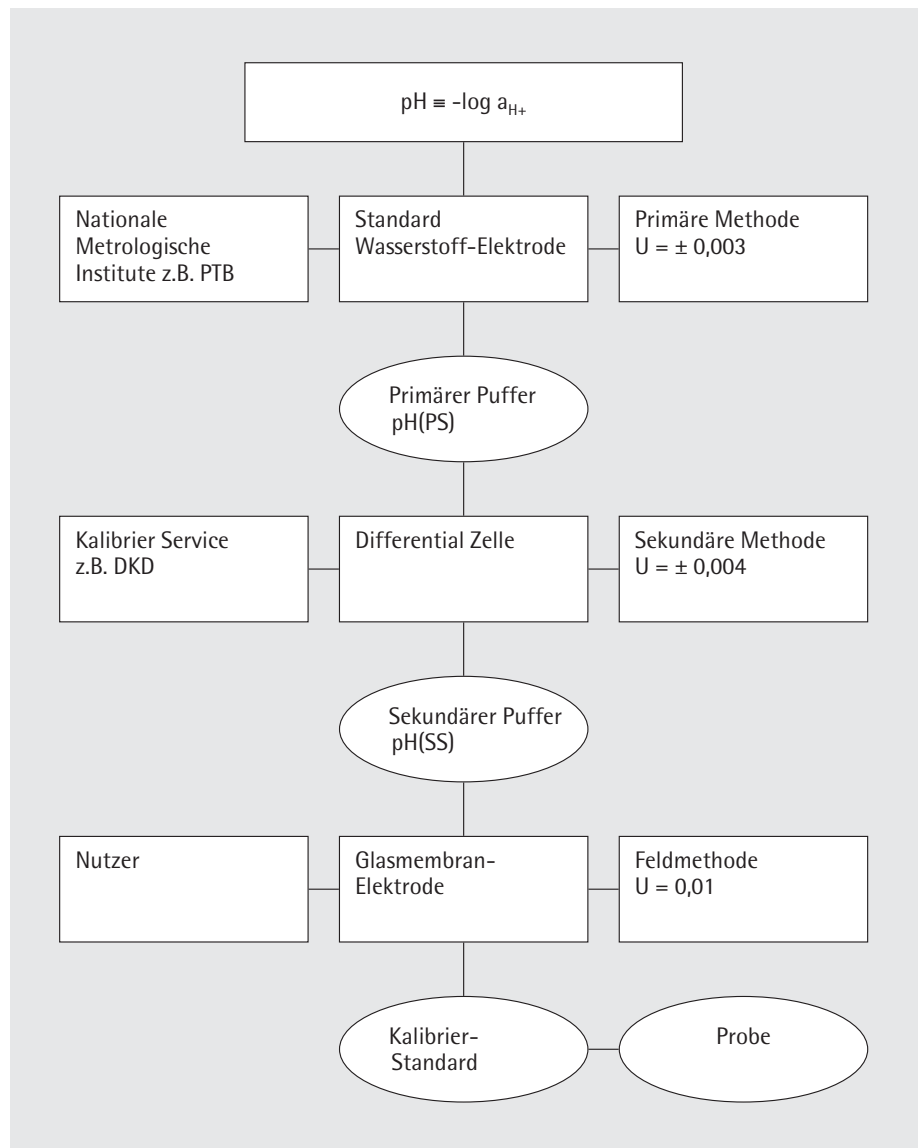 pH ≡ -log aH+
Nationale
Metrologische
Institute z.B. PTB
Standard
Wasserstoff-Elektrode
Primäre Methode
U = ± 0,003
Primärer Puffer
pH(PS)
Kalibrier Service
z.B. DKD
Differential Zelle
Sekundäre Methode
U = ± 0,004
Sekundärer Puffer
pH(SS)
Nutzer
Glasmembran-
Elektrode
Feldmethode
U = 0,01
Kalibrier-
Standard
Probe